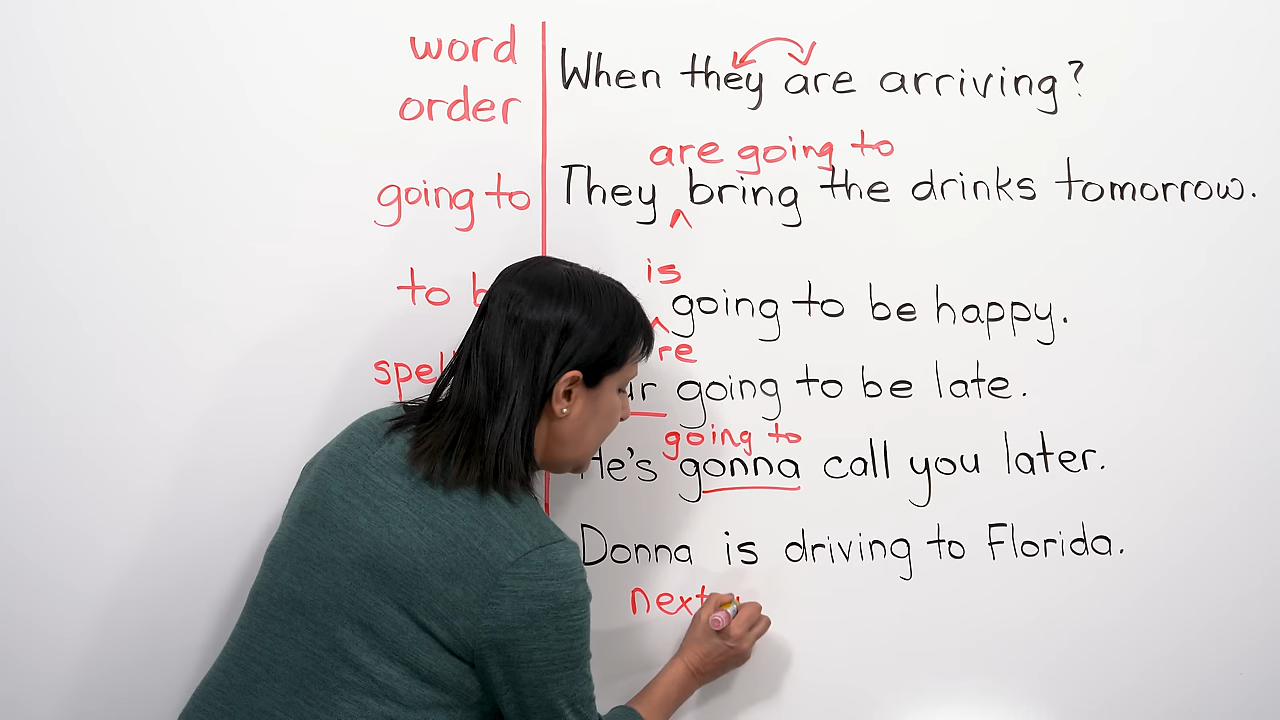 word
order
When they are arriving?
are going to
going to
They bring the drinks tomorrow.
is
to
going to be happy.
re
going to be late.
going to
He's gonna call you later.
Donna is driving to Florida.
next